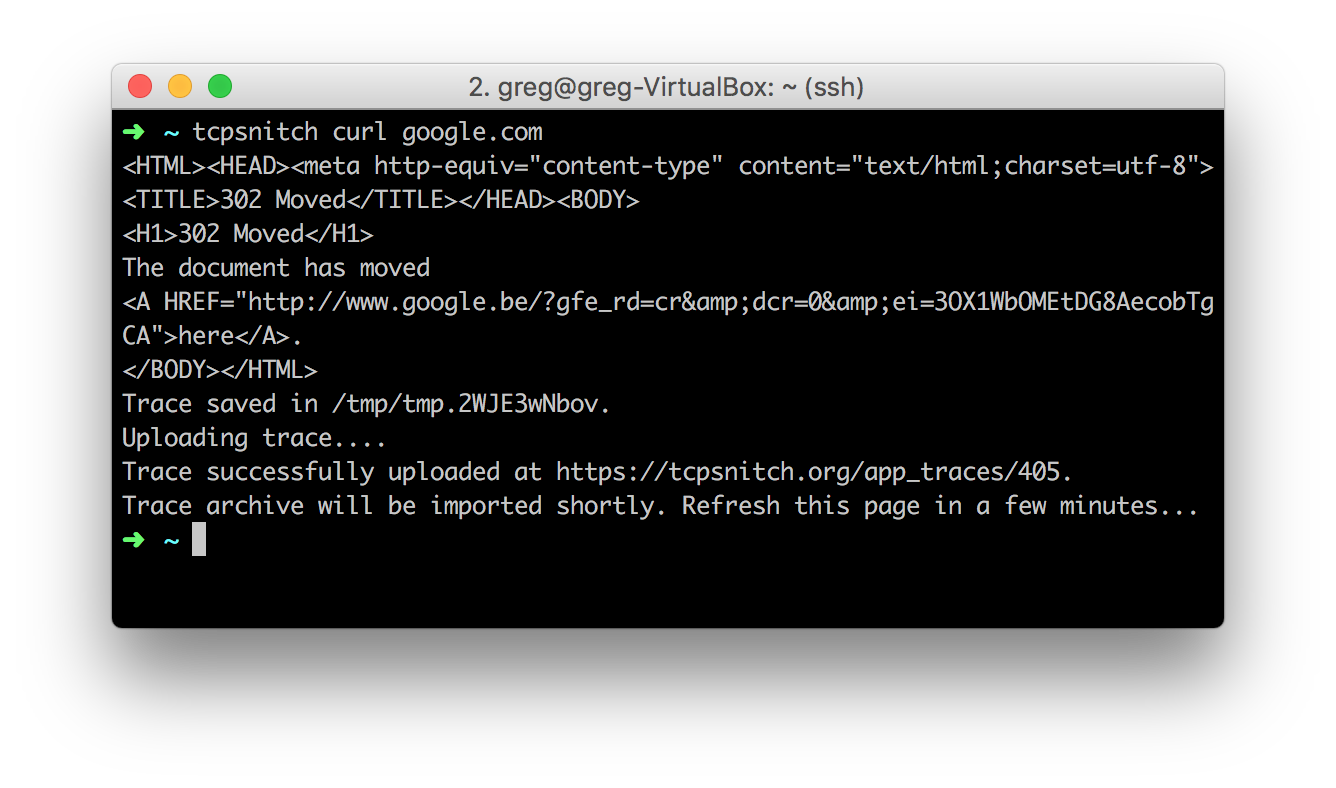 2. greg@greg-VirtualBox: ~ (ssh)
➜ ~ tcpsnitch curl google.com
<HTML><HEAD><meta http-equiv="content-type" content="text/html;charset=utf-8">
<TITLE>302 Moved</TITLE></HEAD><BODY>
<H1>302 Moved</H1>
The document has moved
<A HREF="http://www.google.be/?gfe_rd=cr&amp;dcr=0&amp;ei=3OX1WbOMEtDG8AecobTg
CA">here</A>.
</BODY></HTML>
Trace saved in /tmp/tmp.2WJE3wNbov.
Uploading trace....
Trace successfully uploaded at https://tcpsnitch.org/app_traces/405.
Trace archive will be imported shortly. Refresh this page in a few minutes...
➜ ~